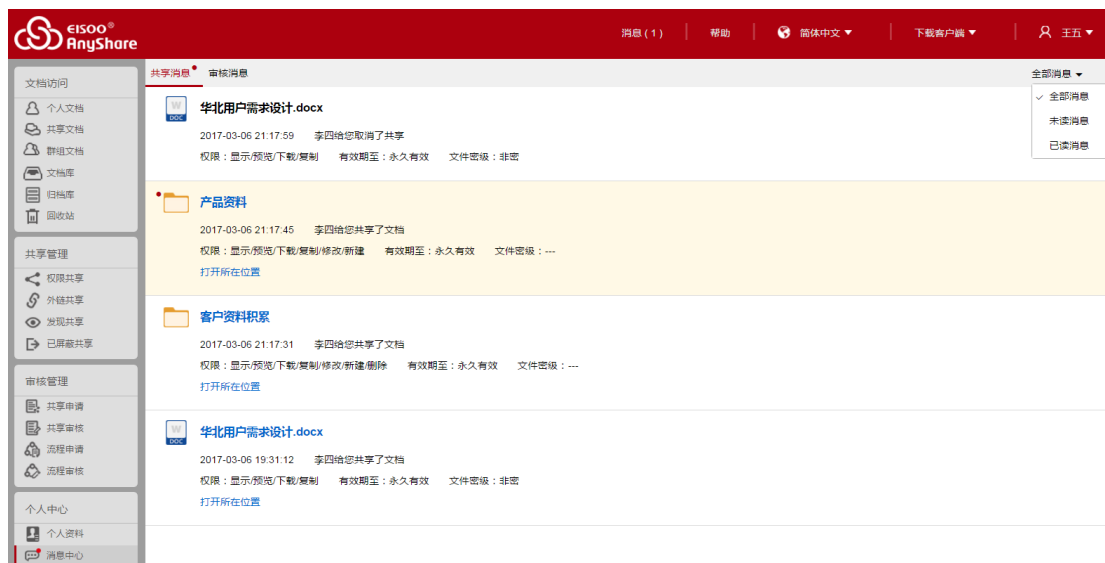 EISOO®
AnyShare
消息 ( 1 ) 帮助 简体中文 下载客户端 王五
文档访问
个人文档
共享文档
群组文档
文档库
归档库
回收站
共享管理
权限共享
外链共享
发现共享
已屏蔽共享
审核管理
共享申请
共享审核
流程申请
流程审核
个人中心
个人资料
消息中心
共享消息 审核消息 全部消息
全部消息
未读消息
已读消息
W
DOC
华北用户需求设计.docx
2017-03-06 21:17:59 李四给您取消了共享
权限：显示/预览/下载/复制 有效期至：永久有效 文件密级：非密
产品资料
2017-03-06 21:17:45 李四给您共享了文档
权限：显示/预览/下载/复制/修改/新建 有效期至：永久有效 文件密级：---
打开所在位置
客户资料积累
2017-03-06 21:17:31 李四给您共享了文档
权限：显示/预览/下载/复制/修改/新建/删除 有效期至：永久有效 文件密级：---
打开所在位置
W
DOC
华北用户需求设计.docx
2017-03-06 19:31:12 李四给您共享了文档
权限：显示/预览/下载/复制 有效期至：永久有效 文件密级：非密
打开所在位置